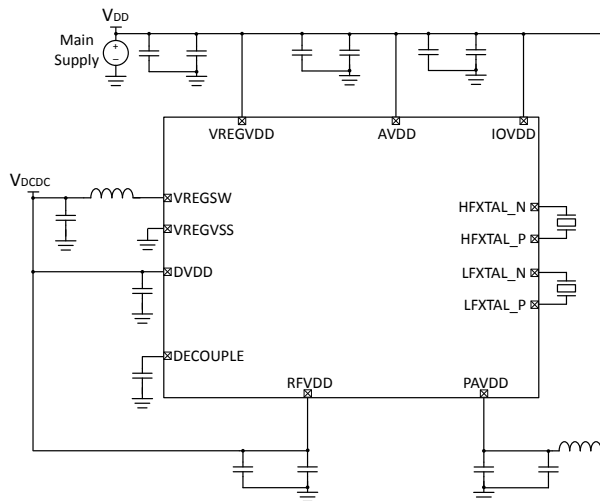 VDD
Main
Supply
+
−
VREGVDD
AVDD
IOVDD
VDCDC
VREGSW
VREGVSS
DVDD
DECOUPLE
HFXTAL_N
HFXTAL_P
LFXTAL_N
LFXTAL_P
RFVDD
PAVDD